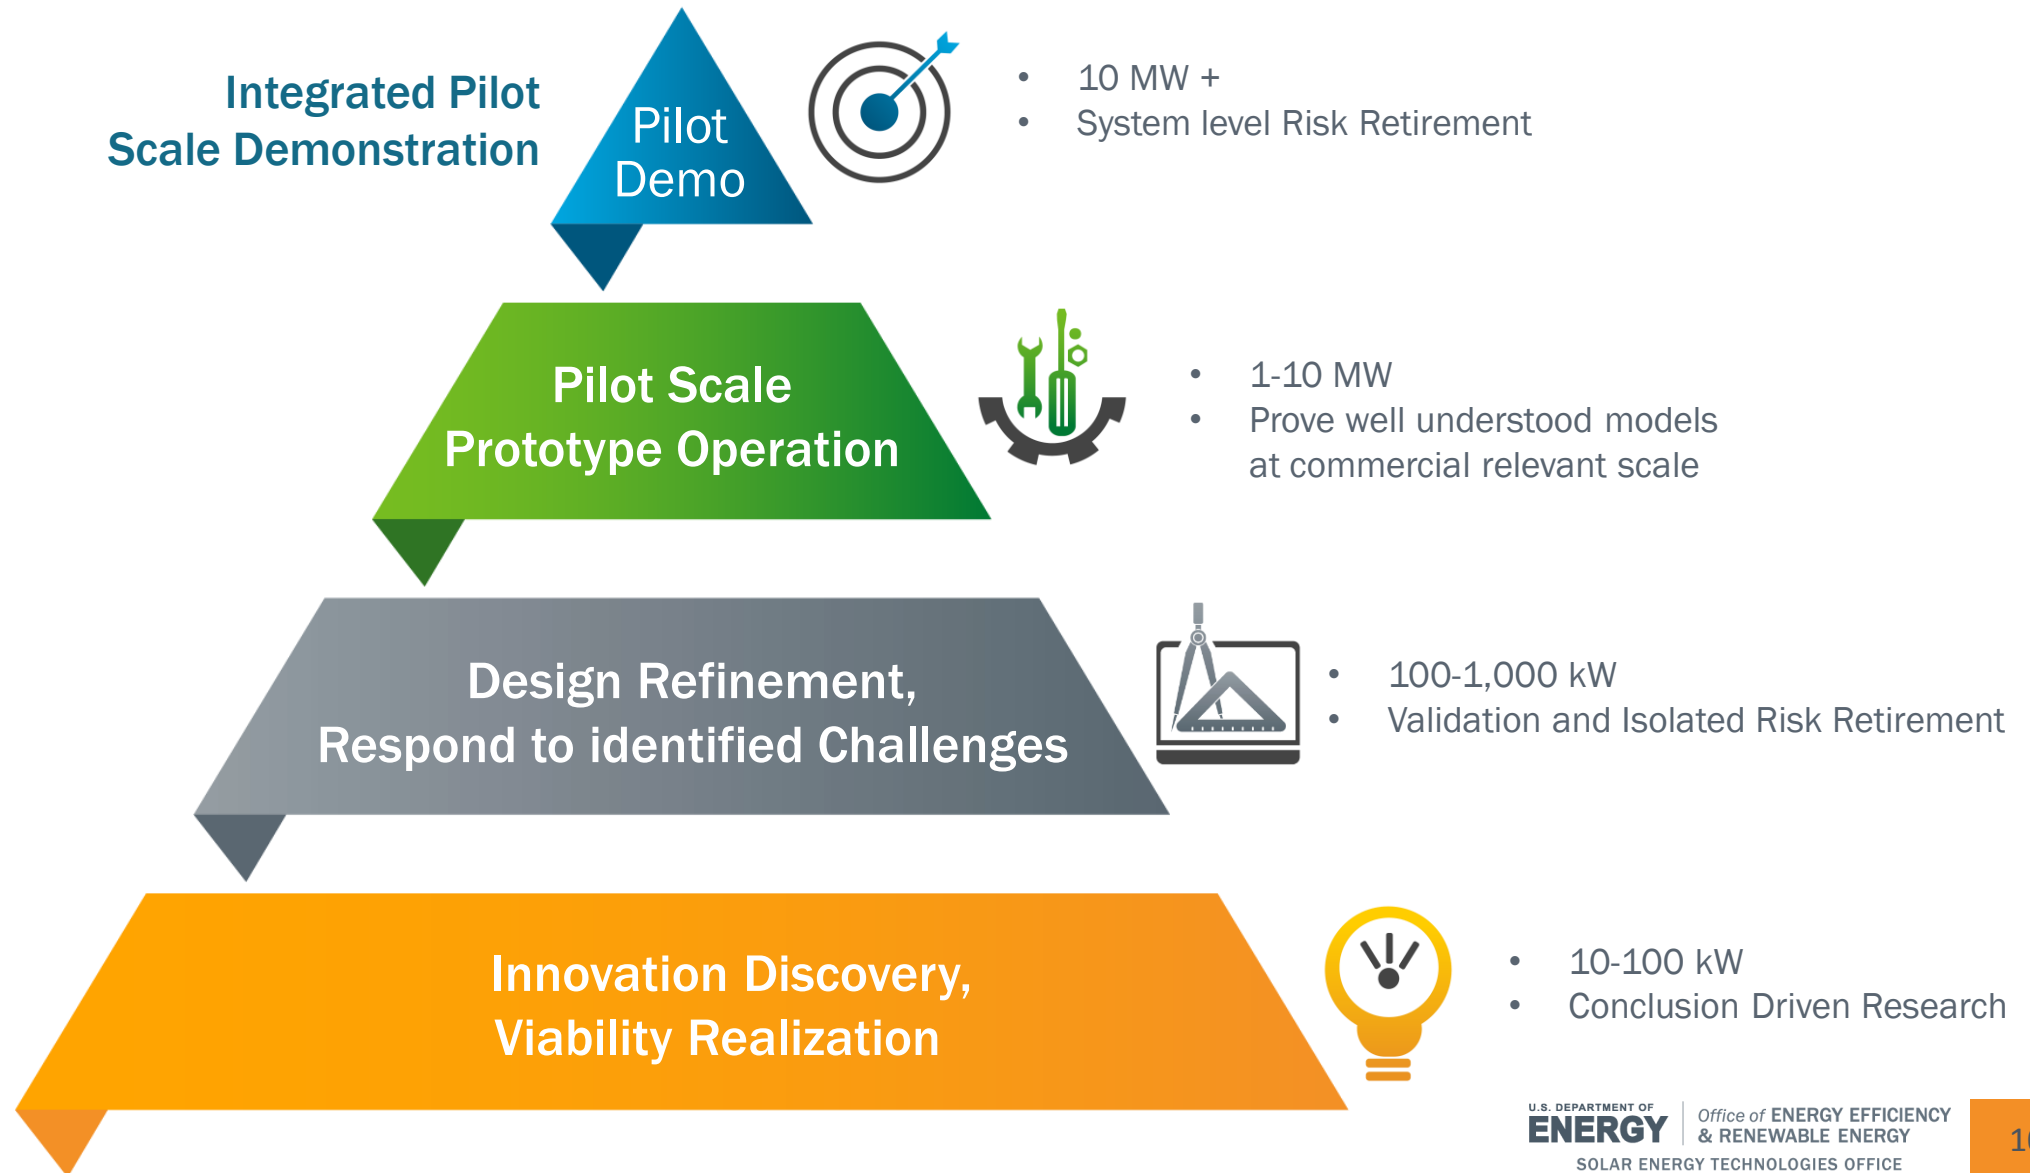 Integrated Pilot
Scale Demonstration
Pilot
Demo
• 10 MW +
• System level Risk Retirement
Pilot Scale
Prototype Operation
• 1-10 MW
• Prove well understood models
at commercial relevant scale
Design Refinement,
Respond to identified Challenges
• 100-1,000 kW
• Validation and Isolated Risk Retirement
Innovation Discovery,
Viability Realization
• 10-100 kW
• Conclusion Driven Research
U.S. DEPARTMENT OF
ENERGY
Office of ENERGY EFFICIENCY
& RENEWABLE ENERGY
SOLAR ENERGY TECHNOLOGIES OFFICE